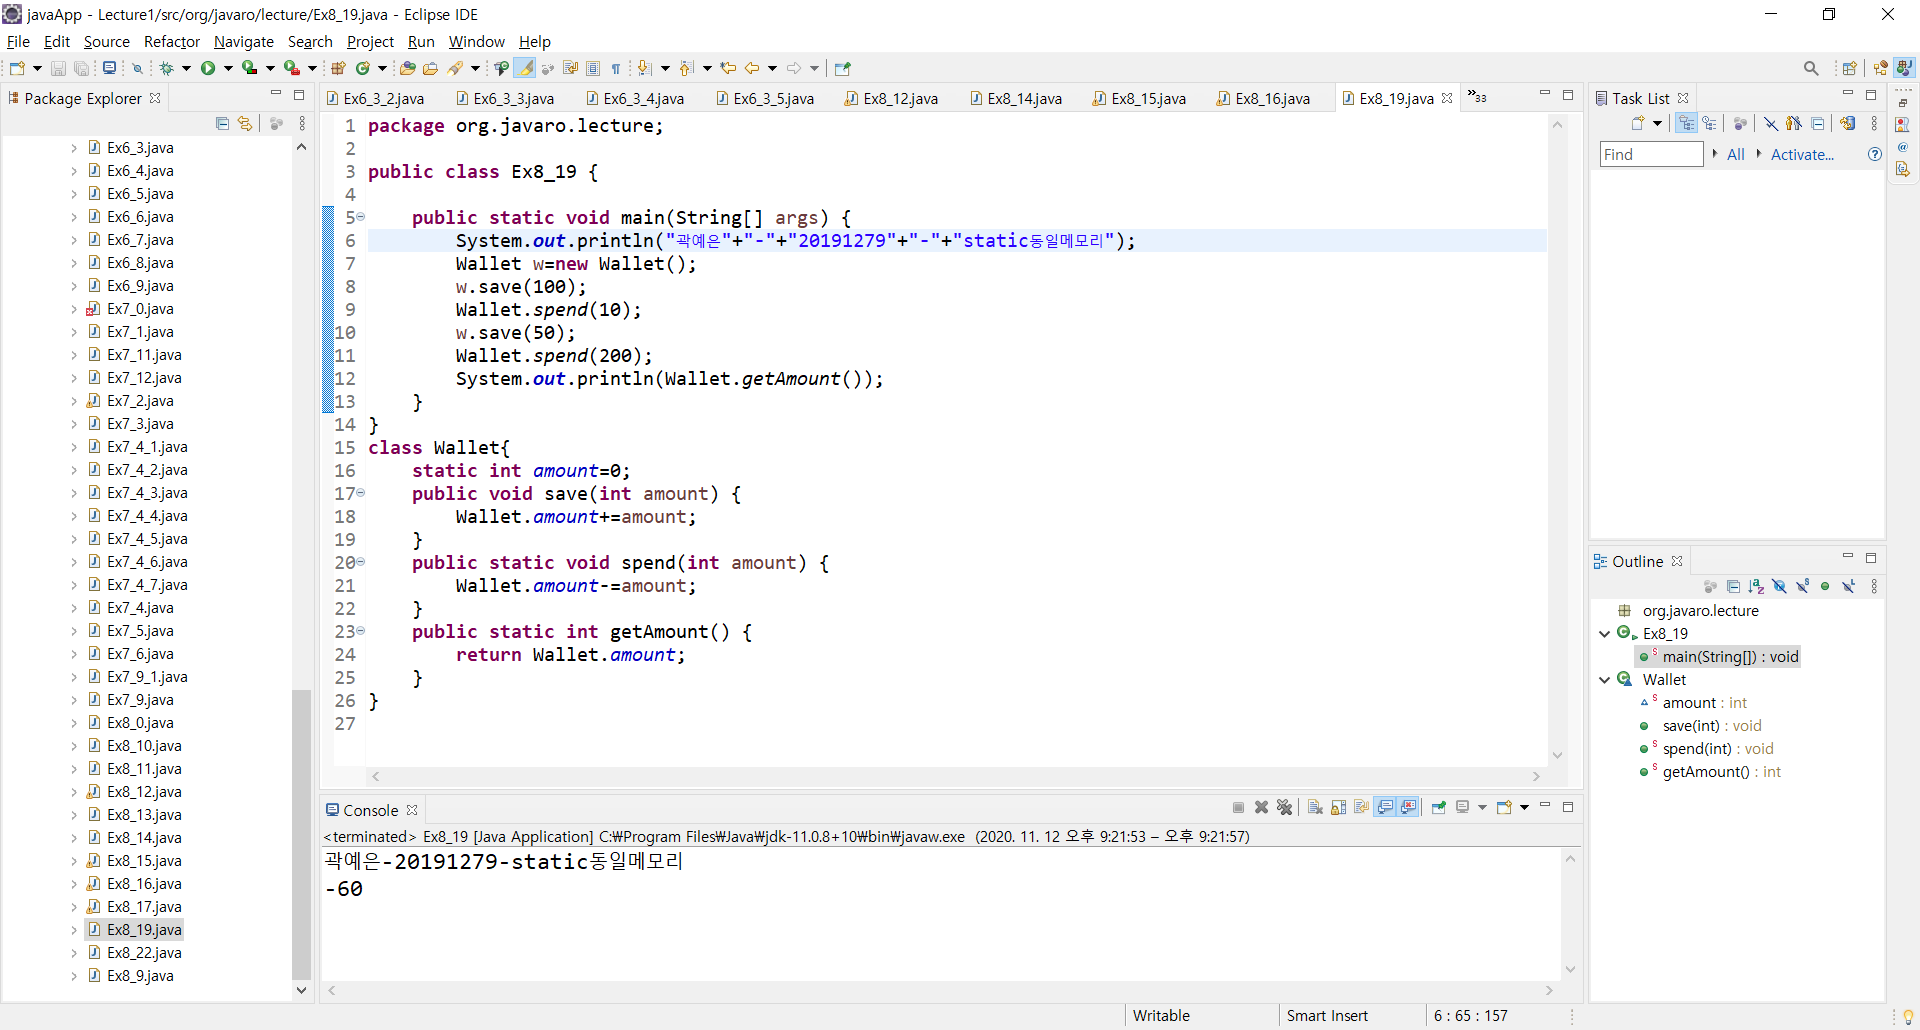 javaApp - Lecture1/src/org/javaro/lecture/Ex8_19.java - Eclipse IDE
File Edit Source Refactor Navigate Search Project Run Window Help
Package Explorer
Ex6_3.java
Ex6_4.java
Ex6_5.java
Ex6_6.java
Ex6_7.java
Ex6_8.java
Ex6_9.java
Ex7_0.java
Ex7_1.java
Ex7_11.java
Ex7_12.java
Ex7_2.java
Ex7_3.java
Ex7_4_1.java
Ex7_4_2.java
Ex7_4_3.java
Ex7_4_4.java
Ex7_4_5.java
Ex7_4_6.java
Ex7_4_7.java
Ex7_4.java
Ex7_5.java
Ex7_6.java
Ex7_9_1.java
Ex7_9.java
Ex8_0.java
Ex8_10.java
Ex8_11.java
Ex8_12.java
Ex8_13.java
Ex8_14.java
Ex8_15.java
Ex8_16.java
Ex8_17.java
Ex8_19.java
Ex8_22.java
Ex8_9.java
Ex6_3_2.java Ex6_3_3.java Ex6_3_4.java Ex6_3_5.java Ex8_12.java Ex8_14.java Ex8_15.java Ex8_16.java Ex8_19.java »33
1 package org.javaro.lecture;
2
3 public class Ex8_19 {
4
5 public static void main(String[] args) {
6 System.out.println("곽예은"+"-"+"20191279"+"-"+"static동일메모리");
7 Wallet w=new Wallet();
8 w.save(100);
9 Wallet.spend(10);
10 w.save(50);
11 Wallet.spend(200);
12 System.out.println(Wallet.getAmount());
13 }
14 }
15 class Wallet{
16 static int amount=0;
17 public void save(int amount) {
18 Wallet.amount+=amount;
19 }
20 public static void spend(int amount) {
21 Wallet.amount-=amount;
22 }
23 public static int getAmount() {
24 return Wallet.amount;
25 }
26 }
27
Console
<terminated> Ex8_19 [Java Application] C:₩Program Files₩Java₩jdk-11.0.8+10₩bin₩javaw.exe (2020. 11. 12 오후 9:21:53 – 오후 9:21:57)
곽예은-20191279-static동일메모리
-60
Task List
Find All Activate...
Outline
org.javaro.lecture
Ex8_19
main(String[]) : void
Wallet
amount : int
save(int) : void
spend(int) : void
getAmount() : int
Writable Smart Insert 6 : 65 : 157